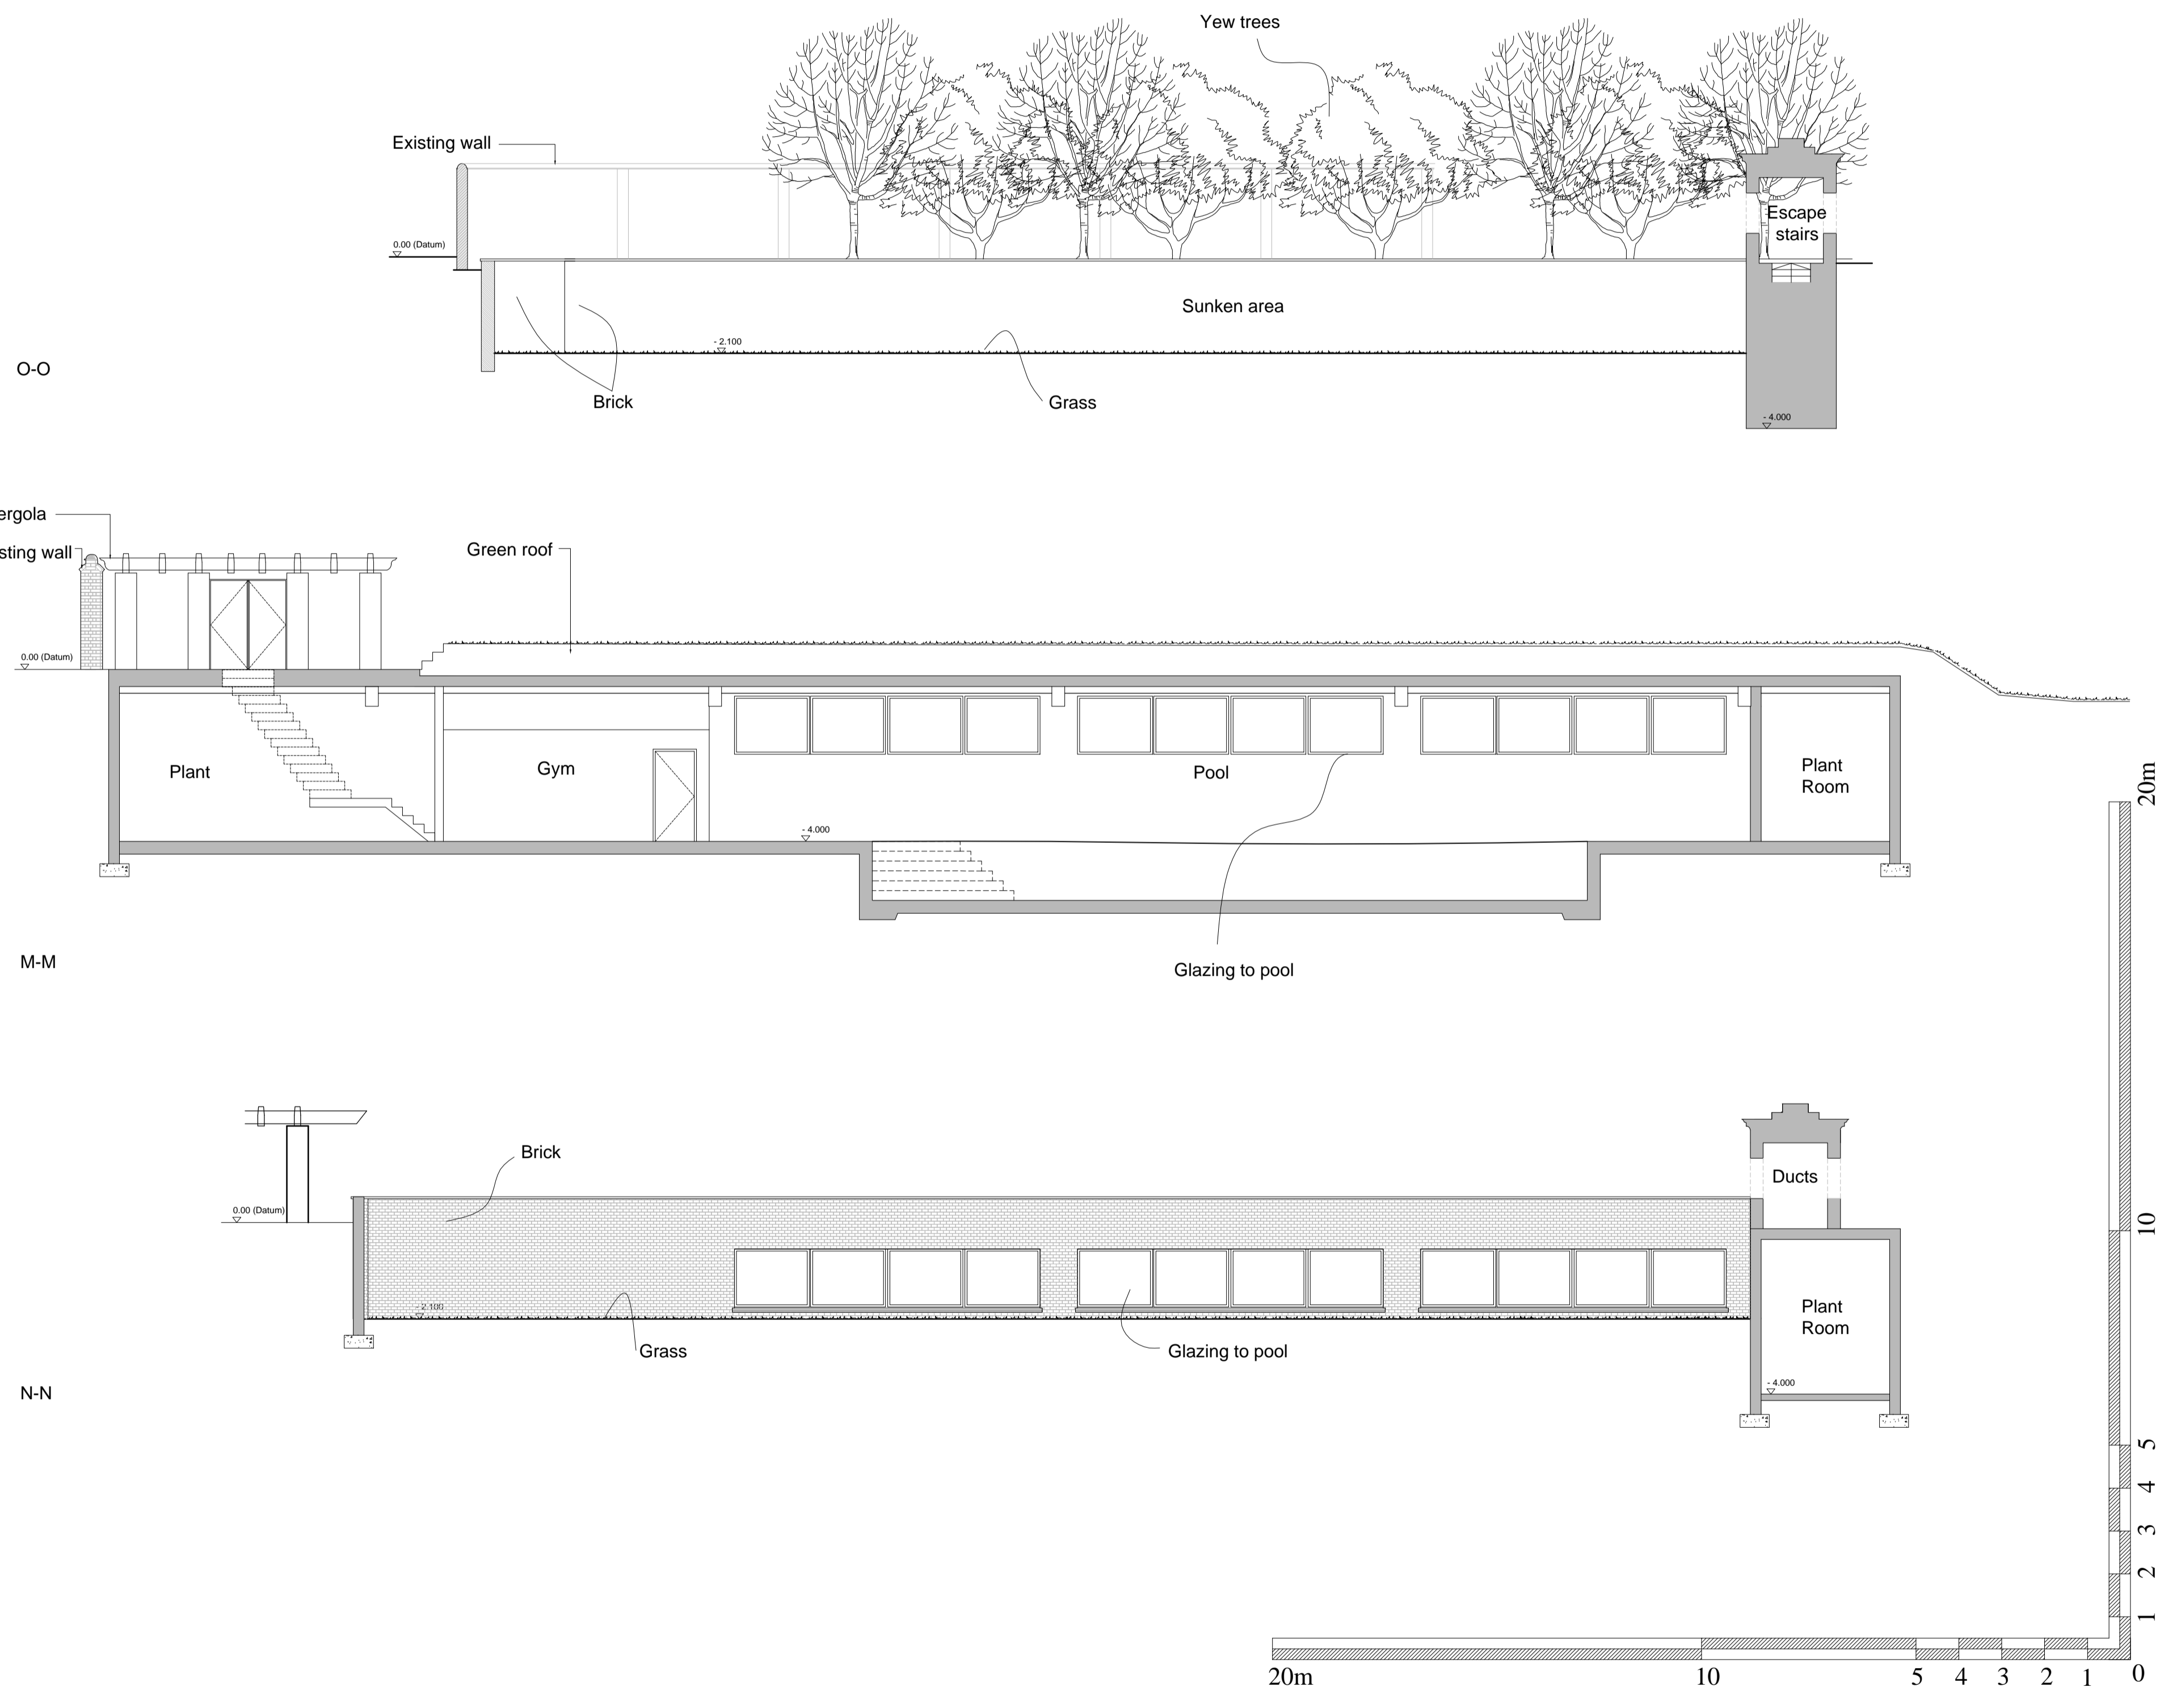 Yew trees
Existing wall
0.00 (Datum)
Escape
stairs
Sunken area
- 2.100
O-O
Brick
Grass
- 4.000
ergola
sting wall
Green roof
0.00 (Datum)
Plant
Gym
Pool
Plant
Room
- 4.000
M-M
Glazing to pool
Brick
Ducts
0.00 (Datum)
- 2.100
Plant
Room
Grass
Glazing to pool
- 4.000
N-N
20m
10
5
4
3
2
1
20m
10
5
4
3
2
1
0